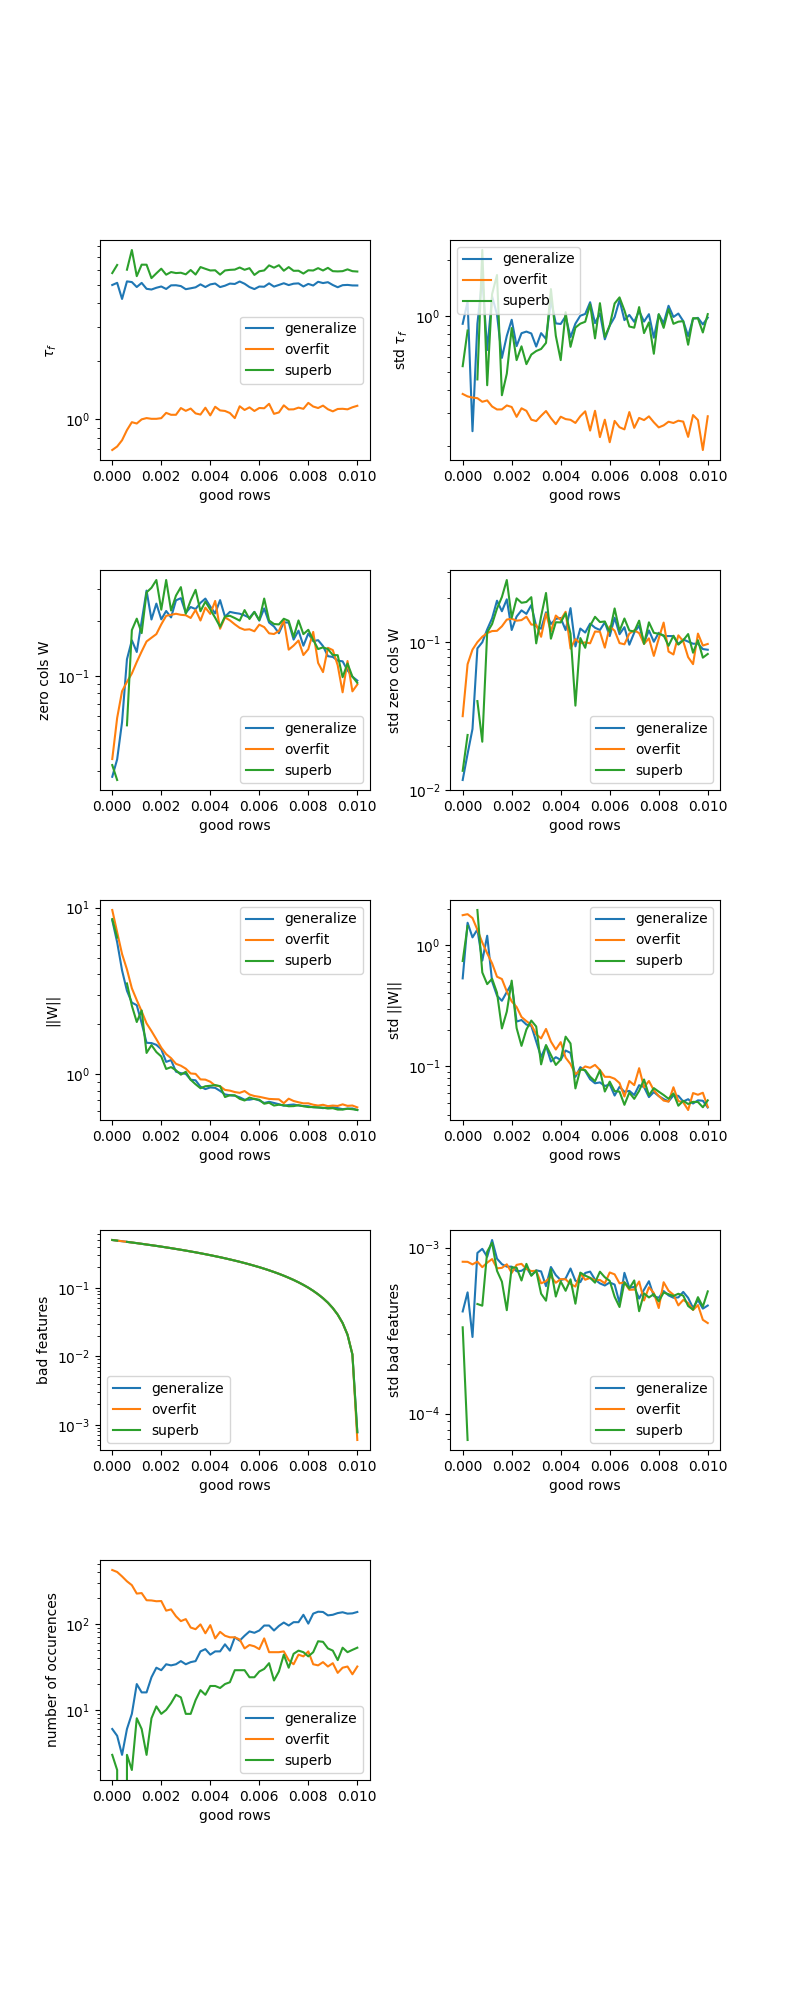 τf
10^0
generalize
overfit
superb
0.000 0.002 0.004 0.006 0.008 0.010
good rows
std τf
10^0
generalize
overfit
superb
0.000 0.002 0.004 0.006 0.008 0.010
good rows
zero cols W
10^-1
generalize
overfit
superb
0.000 0.002 0.004 0.006 0.008 0.010
good rows
std zero cols W
10^-1
10^-2
generalize
overfit
superb
0.000 0.002 0.004 0.006 0.008 0.010
good rows
||W||
10^1
10^0
generalize
overfit
superb
0.000 0.002 0.004 0.006 0.008 0.010
good rows
std ||W||
10^0
10^-1
generalize
overfit
superb
0.000 0.002 0.004 0.006 0.008 0.010
good rows
bad features
10^-1
10^-2
10^-3
generalize
overfit
superb
0.000 0.002 0.004 0.006 0.008 0.010
good rows
std bad features
10^-3
10^-4
generalize
overfit
superb
0.000 0.002 0.004 0.006 0.008 0.010
good rows
number of occurences
10^2
10^1
generalize
overfit
superb
0.000 0.002 0.004 0.006 0.008 0.010
good rows